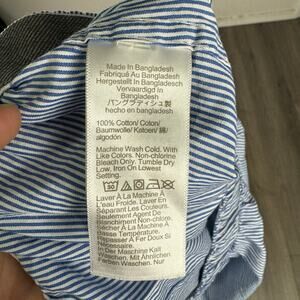 Made In Bangladesh
Fabriqué Au Bangladesh
Hergestellt In Bangladesch
Vervaardigd In
Bangladesh
バングラディシュ製
hecho en bangladesh
100% Cotton/ Coton/
Baumwolle/ Katoen/ 綿/
algodón
Machine Wash Cold. With
Like Colors. Non-chlorine
Bleach Only. Tumble Dry
Low. Iron On Lowest
Setting.
Laver À La Machine À
L'eau Froide. Laver En
Séparant Les Couleurs
Seulement Agent De
Blanchiment Non-chloré.
Sécher À La Machine À
Basse Température.
Repasser À Fer Doux Si
Nécessaire.
In Der Maschine Kalt
Waschen, Mit Ähnlichen
Farben Waschen. Nur